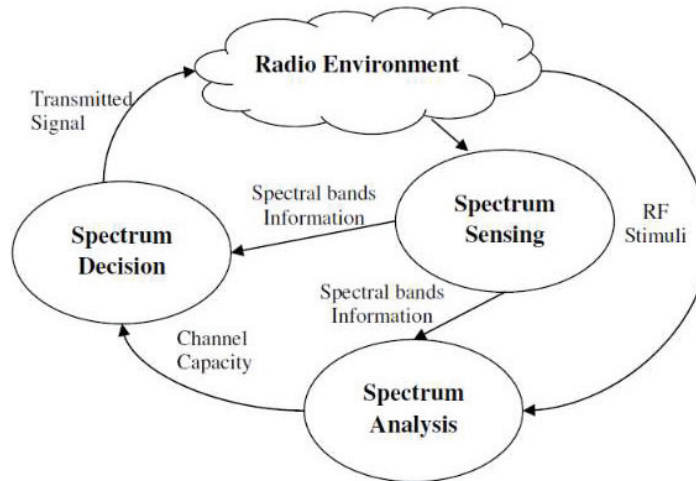 Radio Environment
Transmitted
Signal
Spectral bands
Information
Spectrum
Sensing
RF
Stimuli
Spectrum
Decision
Spectral bands
Information
Channel
Capacity
Spectrum
Analysis